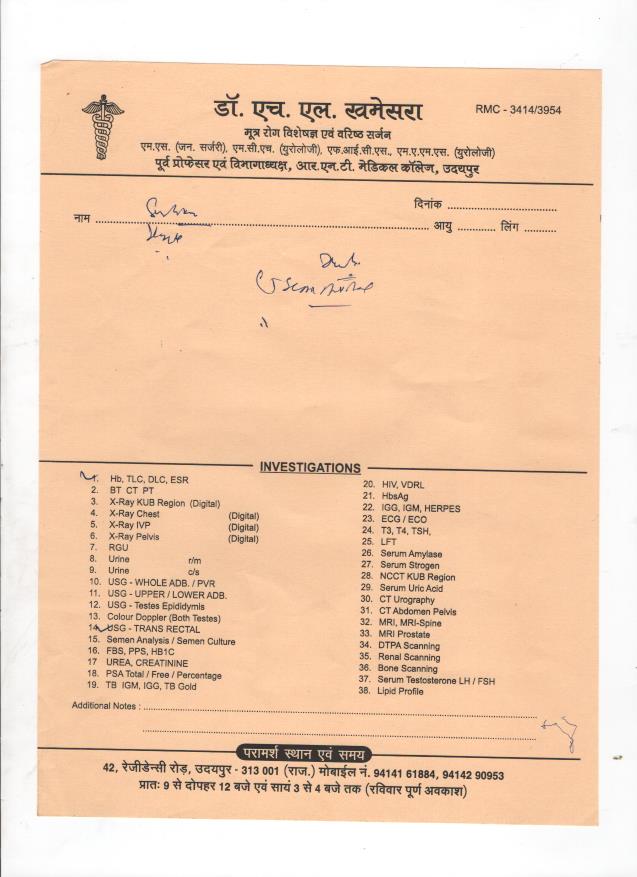 डॉ. एच. एल. खमेसरा
RMC - 3414/3954
मूत्र रोग विशेषज्ञ एवं वरिष्ठ सर्जन
एम.एस. (जन. सर्जरी), एम.सी.एच. (यूरोलोजी), एफ.आई.सी.एस., एम.ए.एम.एस. (युरोलोजी)
पूर्व प्रोफेसर एवं विभागाध्यक्ष, आर.एन.टी. मेडिकल कॉलेज, उदयपुर
दिनांक
नाम आयु लिंग
INVESTIGATIONS
1. Hb, TLC, DLC, ESR
2. BT CT PT
3. X-Ray KUB Region (Digital)
4. X-Ray Chest (Digital)
5. X-Ray IVP (Digital)
6. X-Ray Pelvis (Digital)
7. RGU
8. Urine r/m
9. Urine c/s
10. USG - WHOLE ADB. / PVR
11. USG - UPPER / LOWER ADB.
12. USG - Testes Epididymis
13. Colour Doppler (Both Testes)
14. USG - TRANS RECTAL
15. Semen Analysis / Semen Culture
16. FBS, PPS, HB1C
17 UREA, CREATININE
18. PSA Total / Free / Percentage
19. TB IGM, IGG, TB Gold
20. HIV, VDRL
21. HbsAg
22. IGG, IGM, HERPES
23. ECG / ECO
24. T3, T4, TSH,
25. LFT
26. Serum Amylase
27. Serum Strogen
28. NCCT KUB Region
29. Serum Uric Acid
30. CT Urography
31. CT Abdomen Pelvis
32. MRI, MRI-Spine
33. MRI Prostate
34. DTPA Scanning
35. Renal Scanning
36. Bone Scanning
37. Serum Testosterone LH / FSH
38. Lipid Profile
Additional Notes :
परामर्श स्थान एवं समय
42, रेजीडेन्सी रोड़, उदयपुर - 313 001 (राज.) मोबाईल नं. 94141 61884, 94142 90953
प्रातः 9 से दोपहर 12 बजे एवं सायं 3 से 4 बजे तक (रविवार पूर्ण अवकाश)